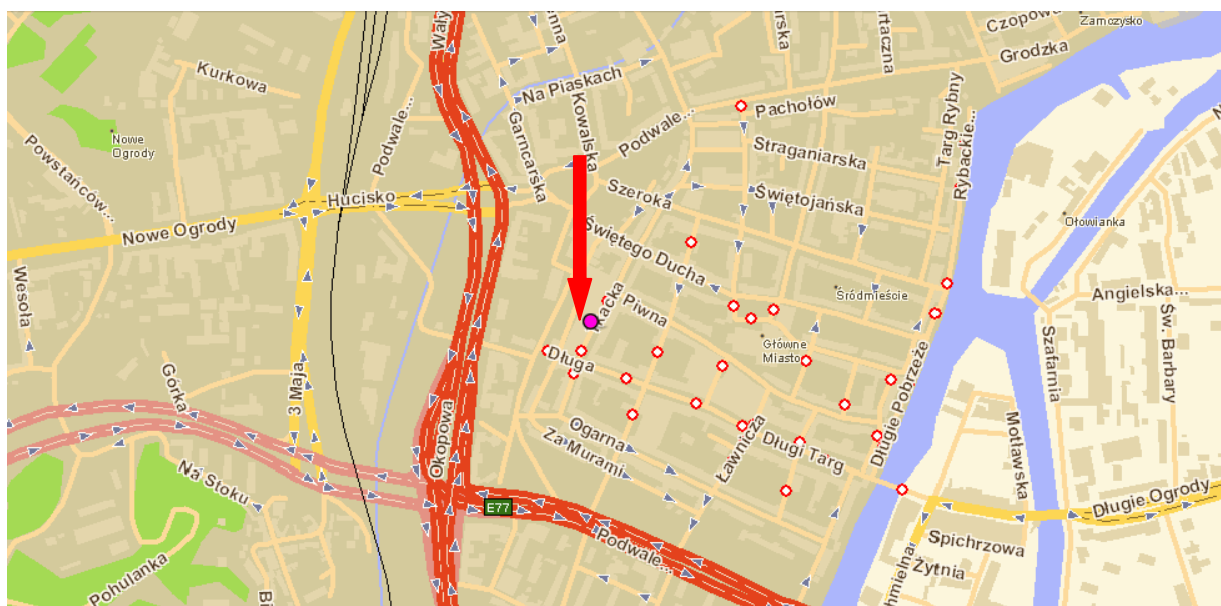 Zamczysko
Czopowa
Grodzka
Kurkowa
Na Piaskach
Kowalska
Garncarska
Podwale...
Podwale...
Pachołów
Straganiarska
Świętojańska
Targ Rybny
Rybackie...
Nowe
Ogrody
Powstańców...
Hucisko
Szeroka
Nowe Ogrody
Świętego Ducha
Ołowianka
Wesoła
Piwna
Śródmieście
Angielska...
Główne
Miasto
Długa
Szafarnia
Św. Barbary
Długie Pobrzeże
3 Maja
Górka
Okopowa
Ogarna
Za Murami
Ławnicza
Długi Targ
Motławska
Na Stoku
E77
Długie Ogrody
Podwale...
Spichrzowa
Żytnia
Pohulanka